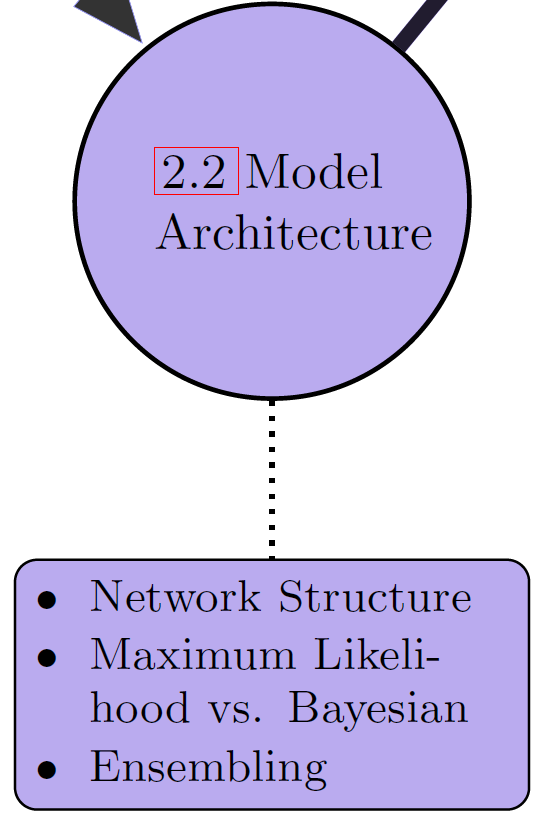 2.2 Model
Architecture
● Network Structure
● Maximum Likeli-
hood vs. Bayesian
● Ensembling